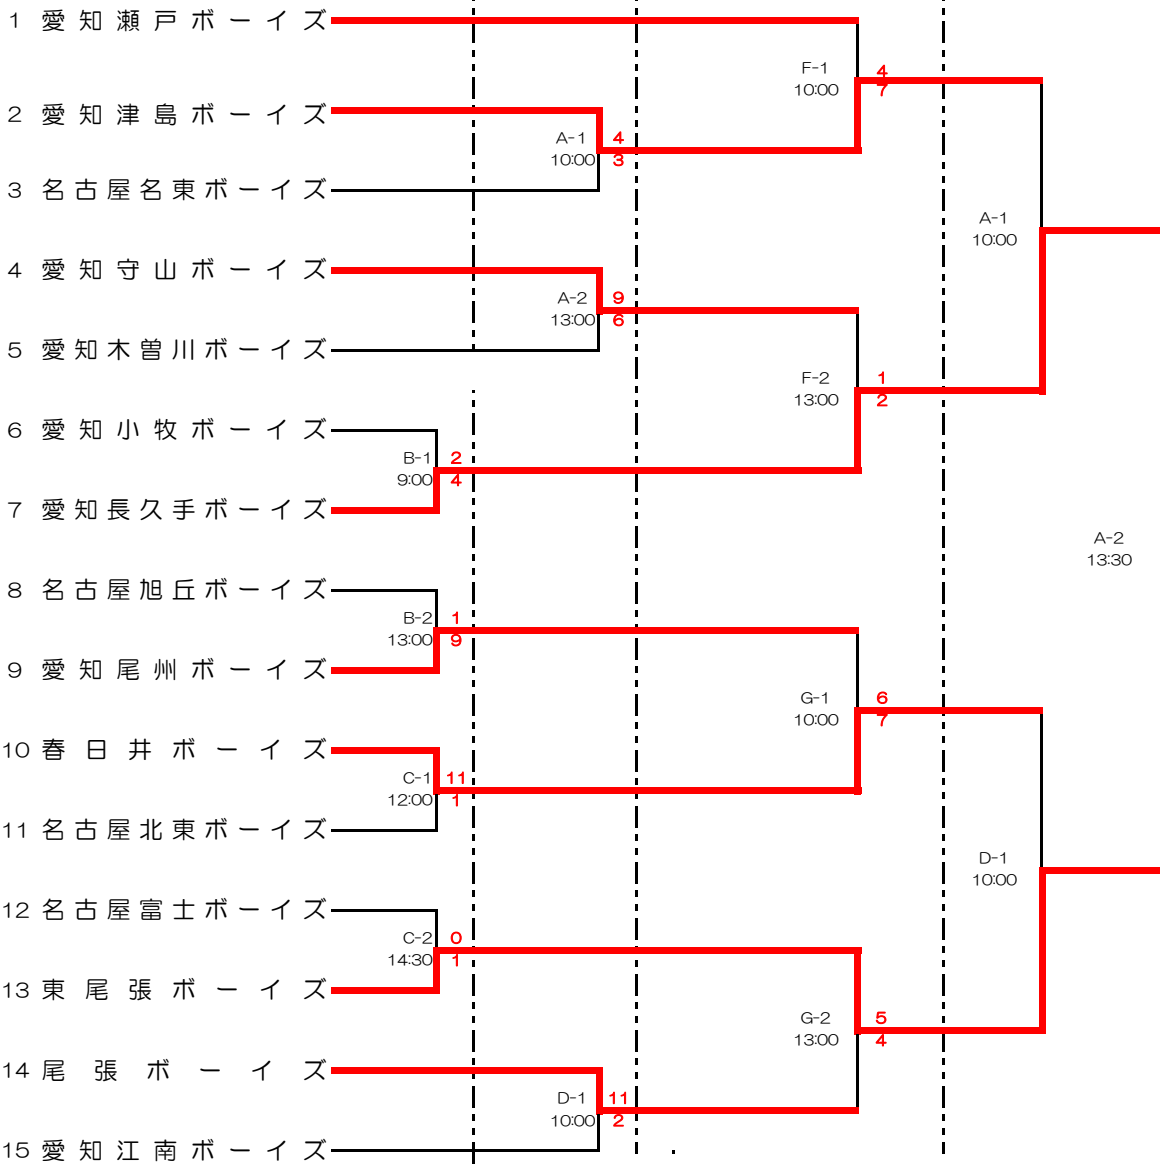 1 愛知瀬戸ボーイズ
F-1
10:00
4
7
2 愛知津島ボーイズ
A-1
10:00
4
3
3 名古屋名東ボーイズ
A-1
10:00
4 愛知守山ボーイズ
A-2
13:00
9
6
5 愛知木曽川ボーイズ
F-2
13:00
1
2
6 愛知小牧ボーイズ
B-1
9:00
2
4
7 愛知長久手ボーイズ
A-2
13:30
8 名古屋旭丘ボーイズ
B-2
13:00
1
9
9 愛知尾州ボーイズ
G-1
10:00
6
7
10 春日井ボーイズ
C-1
12:00
11
1
11 名古屋北東ボーイズ
D-1
10:00
12 名古屋富士ボーイズ
C-2
14:30
0
1
13 東尾張ボーイズ
G-2
13:00
5
4
14 尾張ボーイズ
D-1
10:00
11
2
15 愛知江南ボーイズ